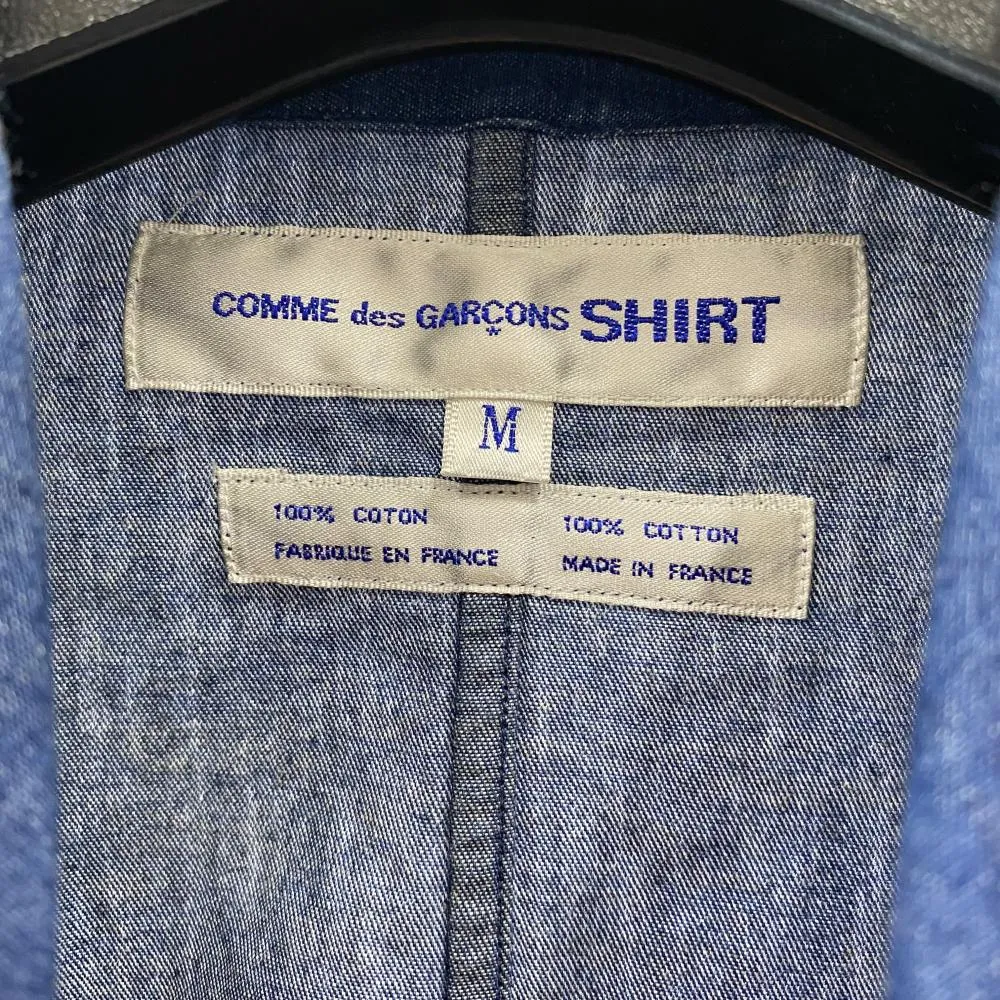 COMME des GARÇONS SHIRT
*
M
100% COTON 100% COTTON
FABRIQUE EN FRANCE MADE IN FRANCE